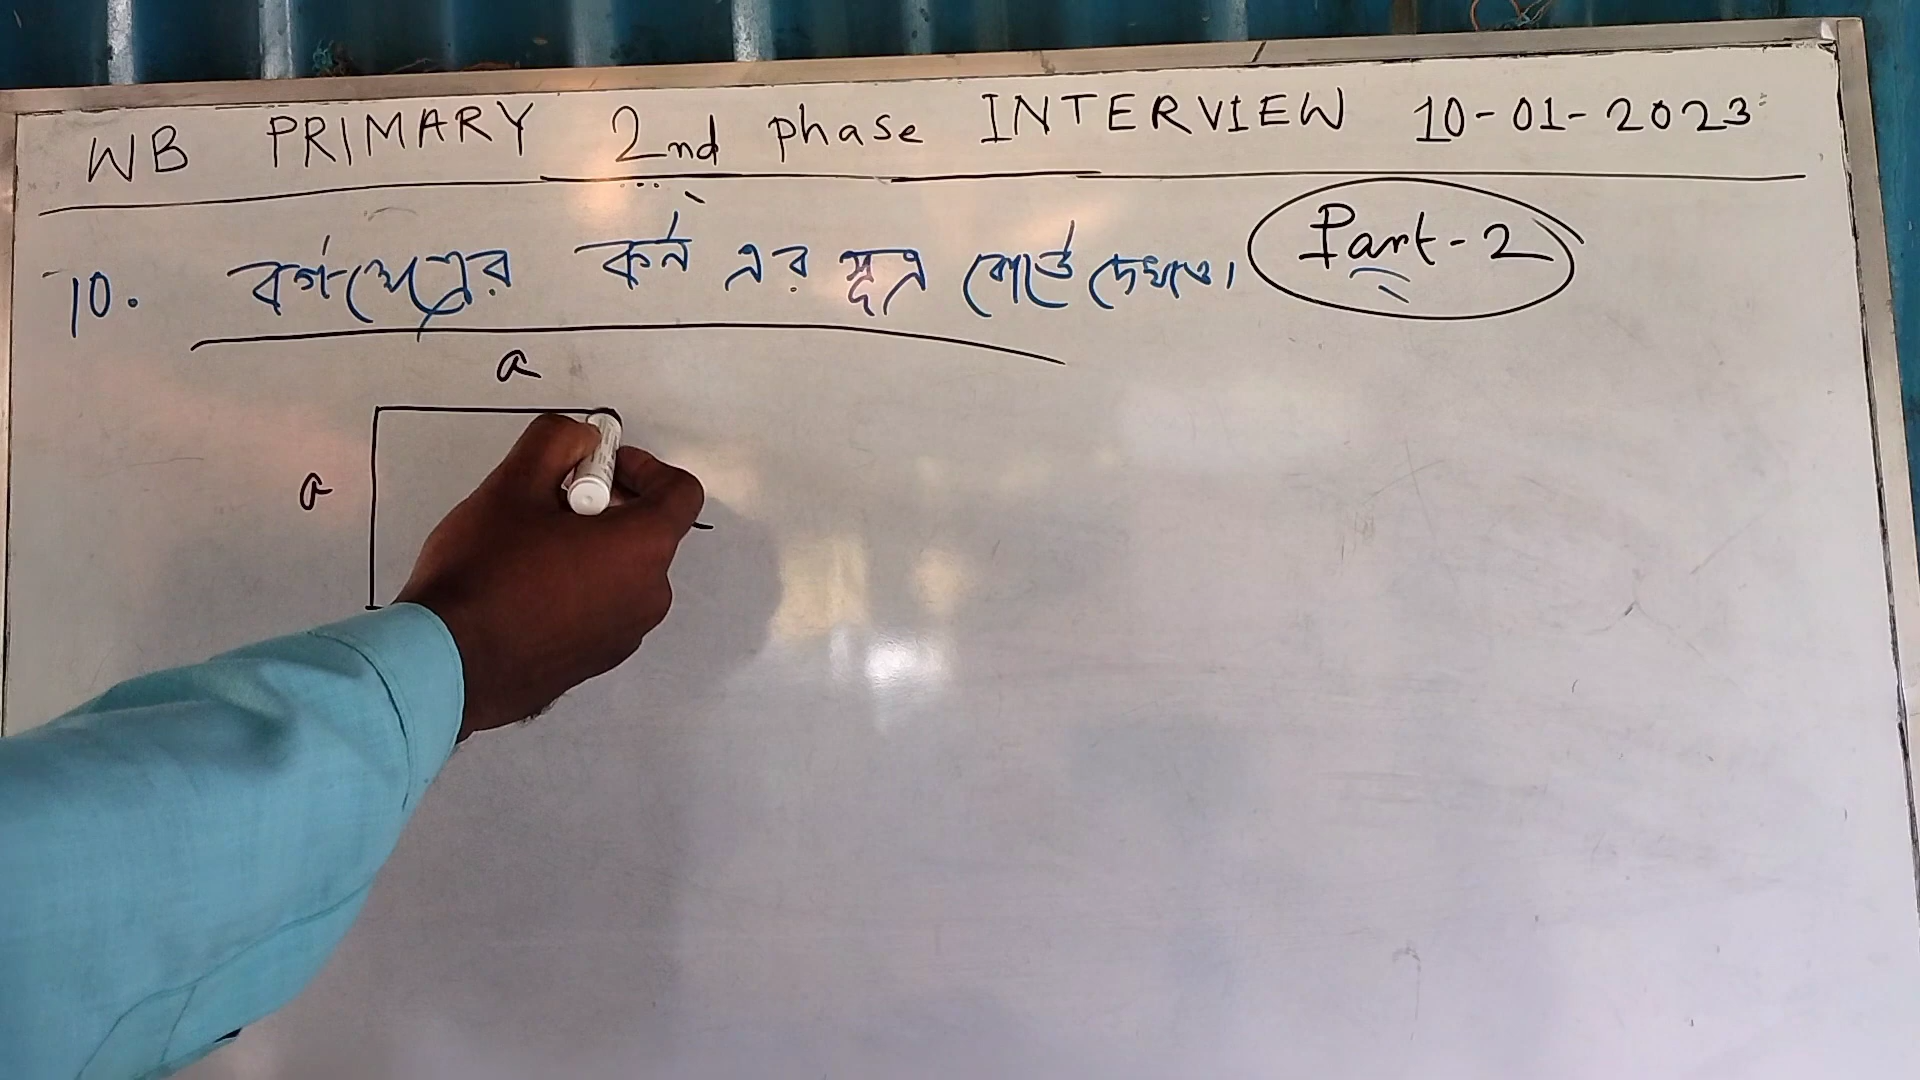 WB PRIMARY 2nd phase INTERVIEW 10-01-2023
10. বর্গক্ষেত্রের কর্ন এর সূত্র বোর্ডে দেখাও। Part-2
a
a